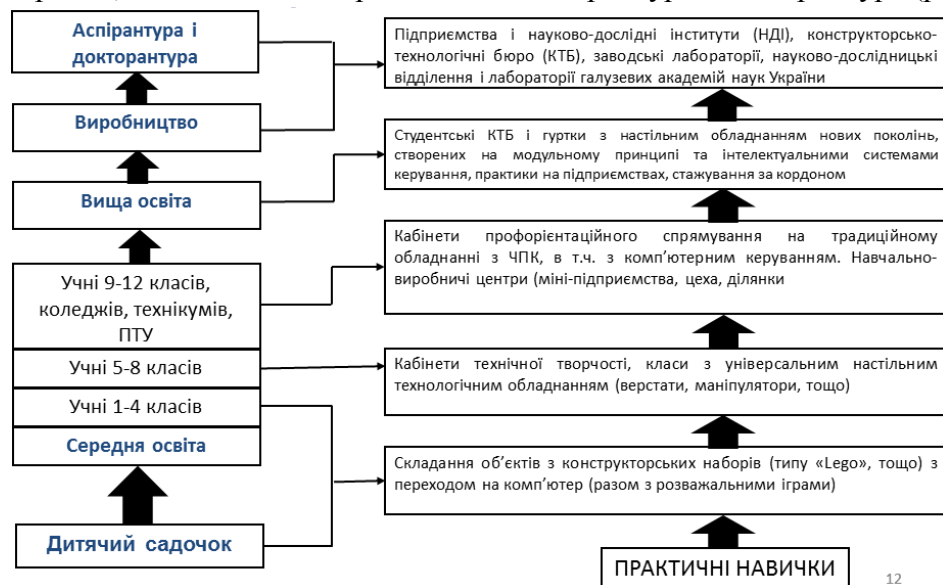 Аспірантура і
докторантура
Виробництво
Вища освіта
Учні 9-12 класів,
коледжів, технікумів,
ПТУ
Учні 5-8 класів
Учні 1-4 класів
Середня освіта
Дитячий садочок
Підприємства і науково-дослідні інститути (НДІ), конструкторсько-
технологічні бюро (КТБ), заводські лабораторії, науково-дослідницькі
відділення і лабораторії галузевих академій наук України
Студентські КТБ і гуртки з настільним обладнанням нових поколінь,
створених на модульному принципі та інтелектуальними системами
керування, практики на підприємствах, стажування за кордоном
Кабінети профорієнтаційного спрямування на традиційному
обладнанні з ЧПК, в т.ч. з комп’ютерним керуванням. Навчально-
виробничі центри (міні-підприємства, цеха, ділянки
Кабінети технічної творчості, класи з універсальним настільним
технологічним обладнанням (верстати, маніпулятори, тощо)
Складання об’єктів з конструкторських наборів (типу «Lego», тощо) з
переходом на комп’ютер (разом з розважальними іграми)
ПРАКТИЧНІ НАВИЧКИ
12